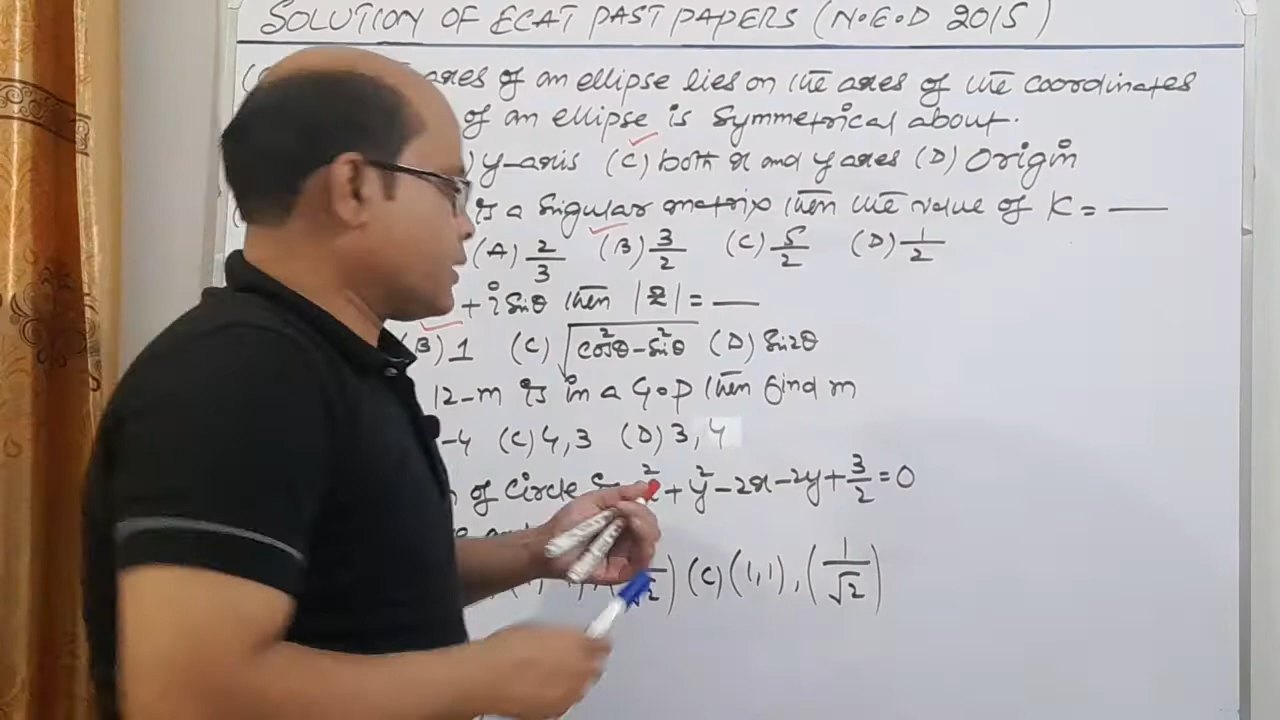 SOLUTION OF ECAT PAST PAPERS (N.E.D 2015)
axes of an ellipse lies on the axes of the coordinates
of an ellipse is Symmetrical about.
) y-axis (C) both x and y axes (D) Origin
is a Singular matrix then the value of K = —
(A) 2/3 (B) 3/2 (C) 5/2 (D) 1/2
+ i Sinθ then |z| = —
(B) 1 (C) √cos²θ-Sin²θ (D) Sin2θ
12-m is in a G.P then find m
-4 (C) 4,3 (D) 3,4
of circle x² + y² - 2x - 2y + 3/2 = 0
√2) (C) (1,1), (1/√2)